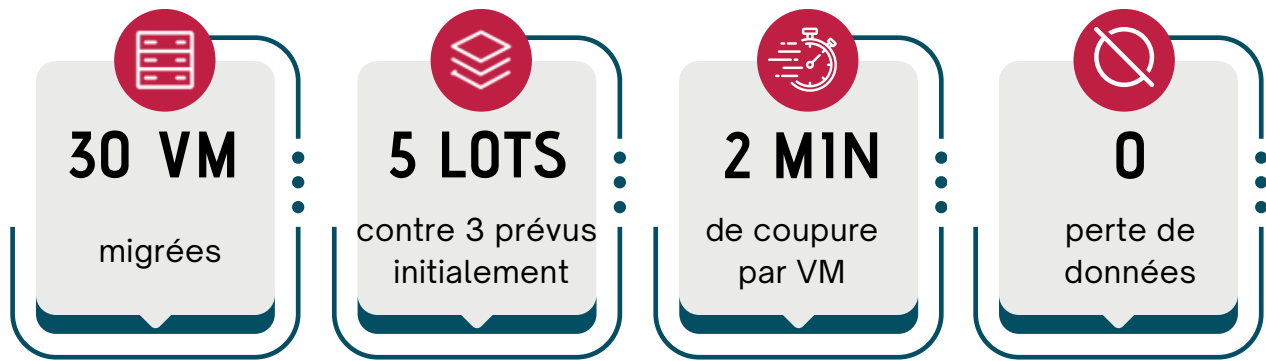 30 VM
migrées
5 LOTS
contre 3 prévus
initialement
2 MIN
de coupure
par VM
0
perte de
données